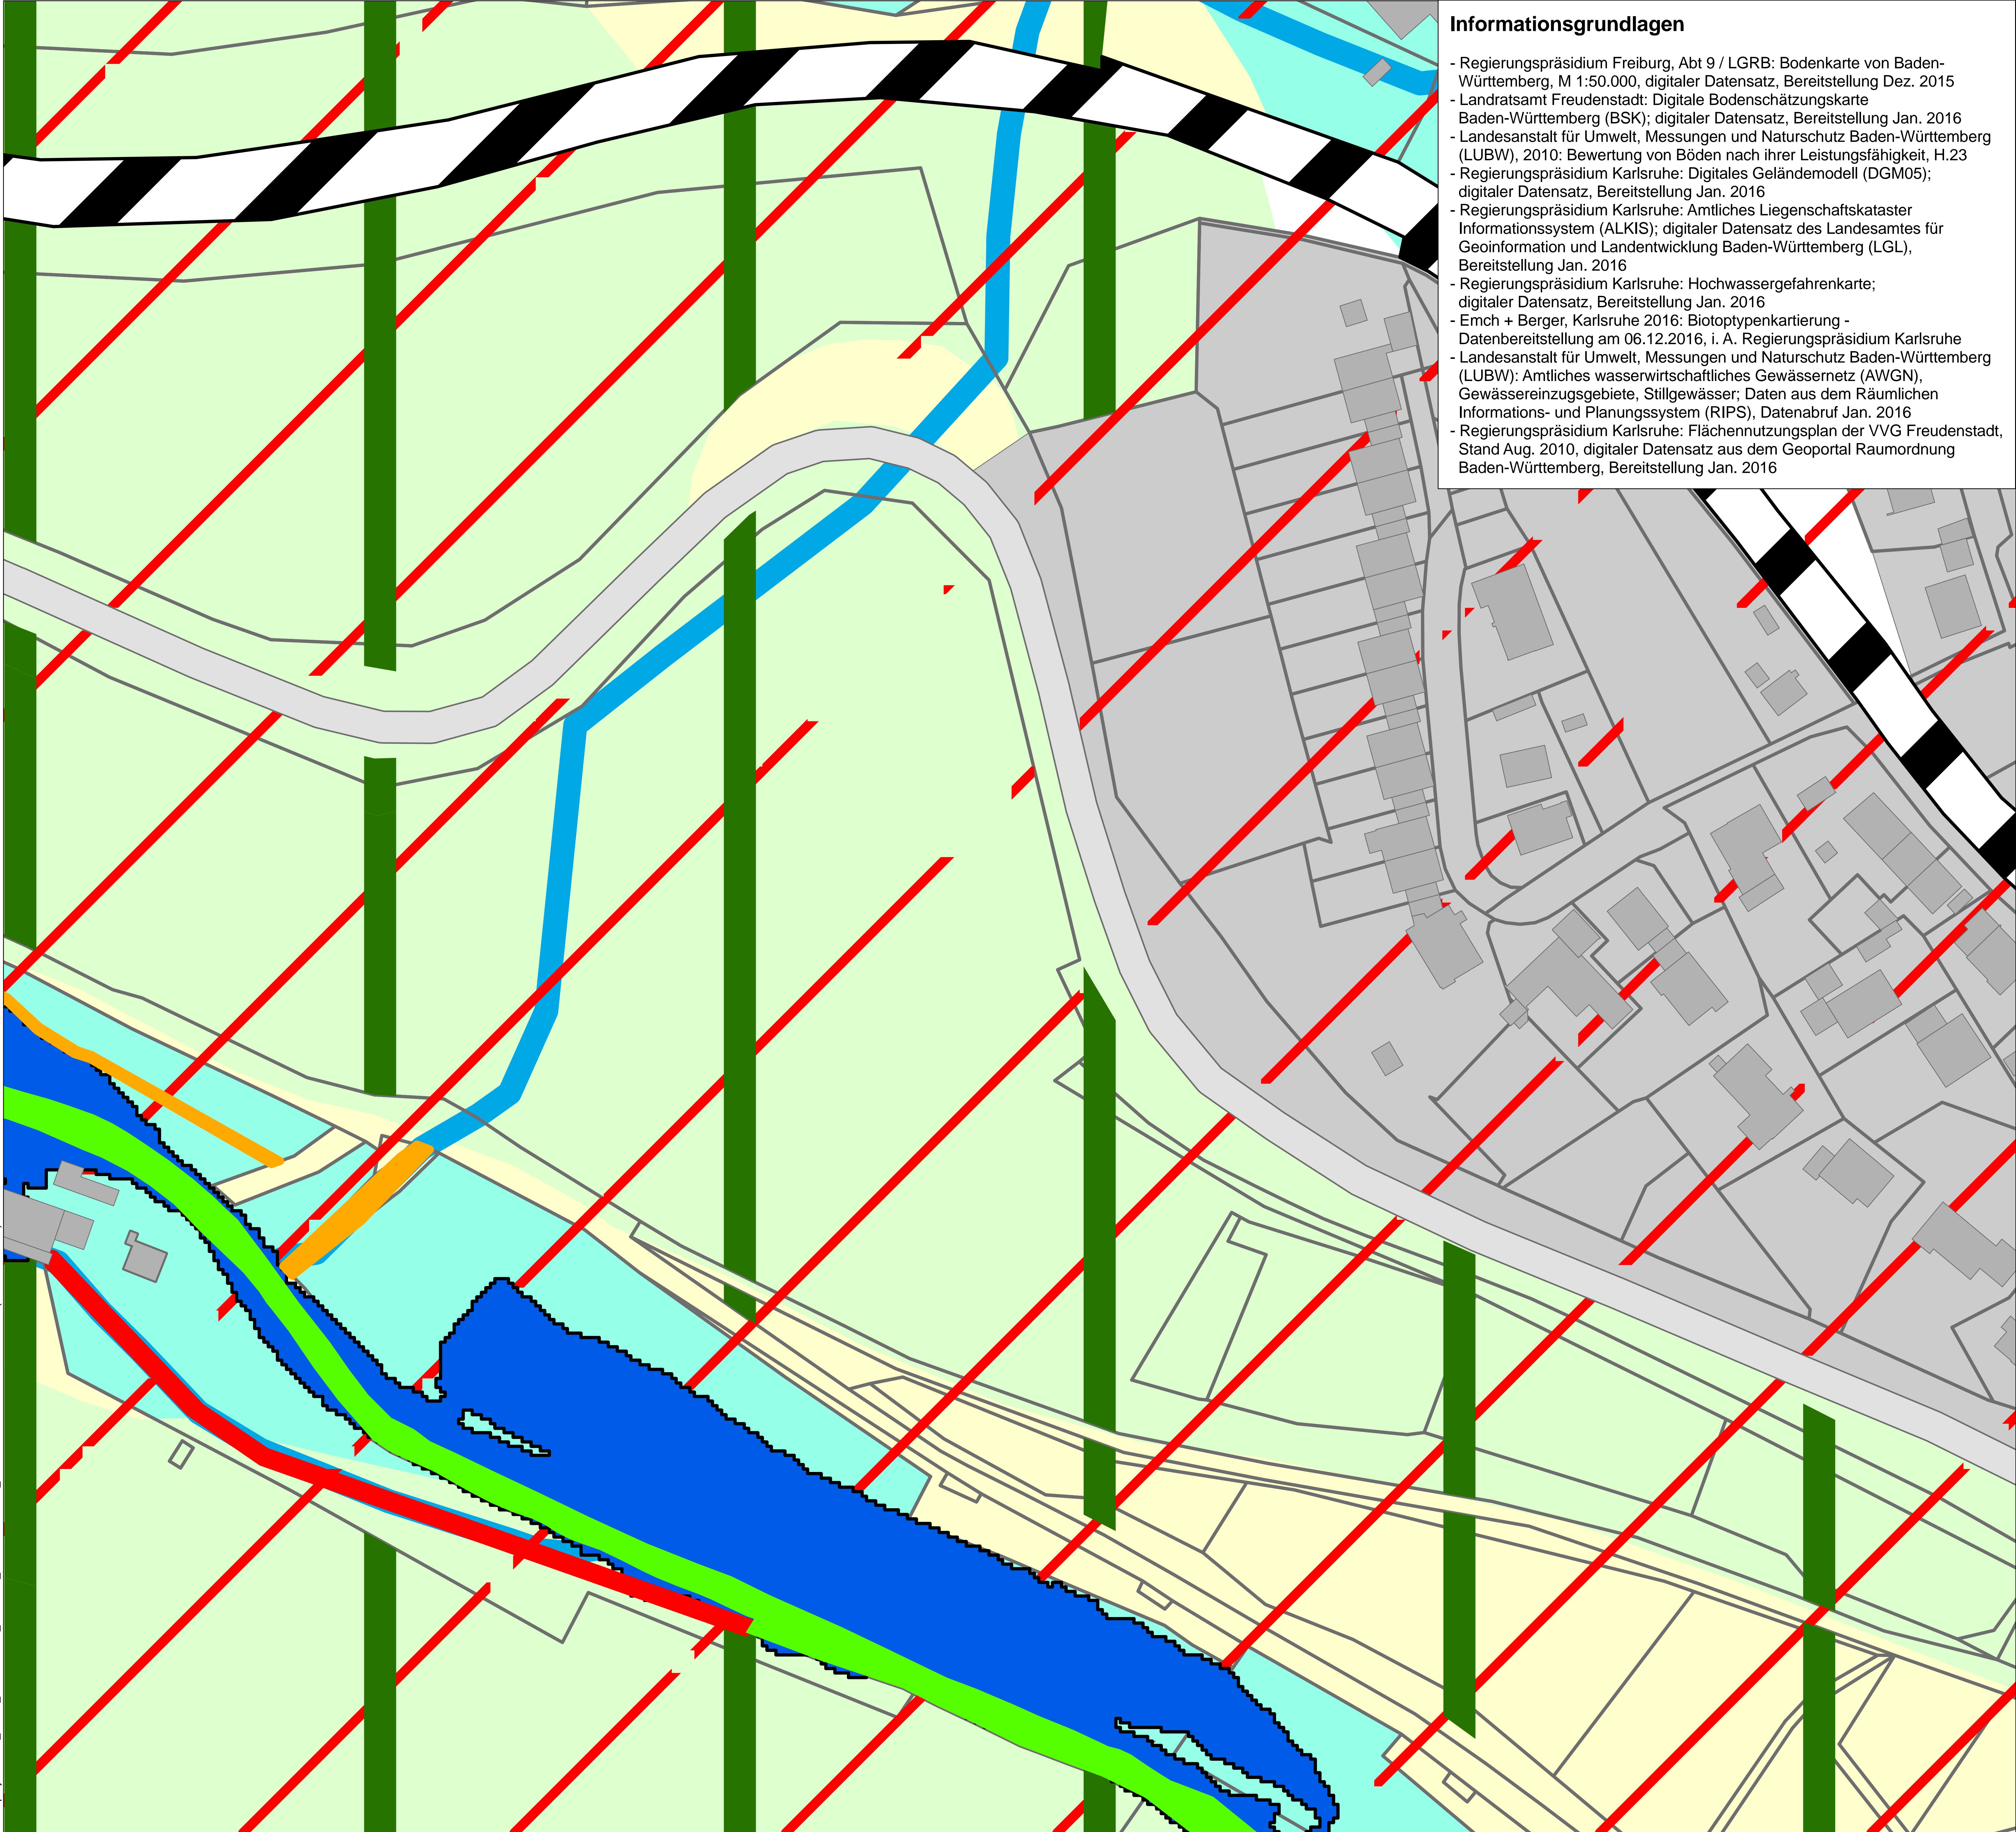 Informationsgrundlagen
- Regierungspräsidium Freiburg, Abt 9 / LGRB: Bodenkarte von Baden-
Württemberg, M 1:50.000, digitaler Datensatz, Bereitstellung Dez. 2015
- Landratsamt Freudenstadt: Digitale Bodenschätzungskarte
Baden-Württemberg (BSK); digitaler Datensatz, Bereitstellung Jan. 2016
- Landesanstalt für Umwelt, Messungen und Naturschutz Baden-Württemberg
(LUBW), 2010: Bewertung von Böden nach ihrer Leistungsfähigkeit, H.23
- Regierungspräsidium Karlsruhe: Digitales Geländemodell (DGM05);
digitaler Datensatz, Bereitstellung Jan. 2016
- Regierungspräsidium Karlsruhe: Amtliches Liegenschaftskataster
Informationssystem (ALKIS); digitaler Datensatz des Landesamtes für
Geoinformation und Landentwicklung Baden-Württemberg (LGL),
Bereitstellung Jan. 2016
- Regierungspräsidium Karlsruhe: Hochwassergefahrenkarte;
digitaler Datensatz, Bereitstellung Jan. 2016
- Emch + Berger, Karlsruhe 2016: Biotoptypenkartierung -
Datenbereitstellung am 06.12.2016, i. A. Regierungspräsidium Karlsruhe
- Landesanstalt für Umwelt, Messungen und Naturschutz Baden-Württemberg
(LUBW): Amtliches wasserwirtschaftliches Gewässernetz (AWGN),
Gewässereinzugsgebiete, Stillgewässer; Daten aus dem Räumlichen
Informations- und Planungssystem (RIPS), Datenabruf Jan. 2016
- Regierungspräsidium Karlsruhe: Flächennutzungsplan der VVG Freudenstadt,
Stand Aug. 2010, digitaler Datensatz aus dem Geoportal Raumordnung
Baden-Württemberg, Bereitstellung Jan. 2016